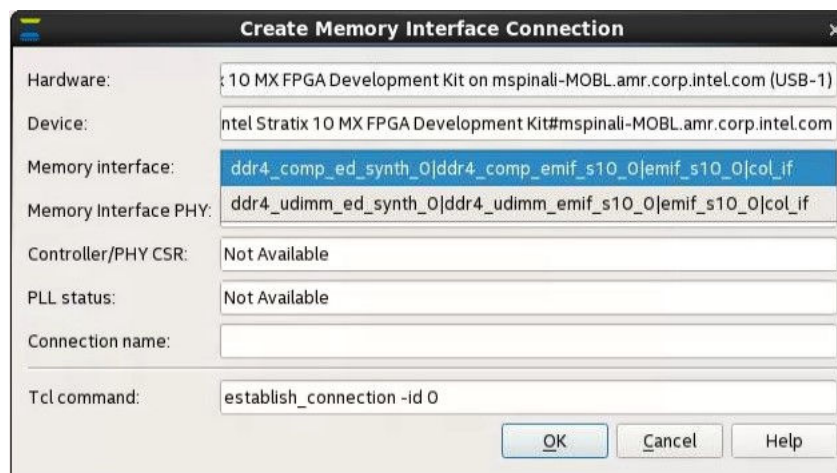 Create Memory Interface Connection
Hardware: 10 MX FPGA Development Kit on mspinali-MOBL.amr.corp.intel.com (USB-1)
Device: ntel Stratix 10 MX FPGA Development Kit#mspinali-MOBL.amr.corp.intel.com
Memory interface: ddr4_comp_ed_synth_0|ddr4_comp_emif_s10_0|emif_s10_0|col_if
Memory Interface PHY: ddr4_udimm_ed_synth_0|ddr4_udimm_emif_s10_0|emif_s10_0|col_if
Controller/PHY CSR: Not Available
PLL status: Not Available
Connection name:
Tcl command: establish_connection -id 0
OK Cancel Help